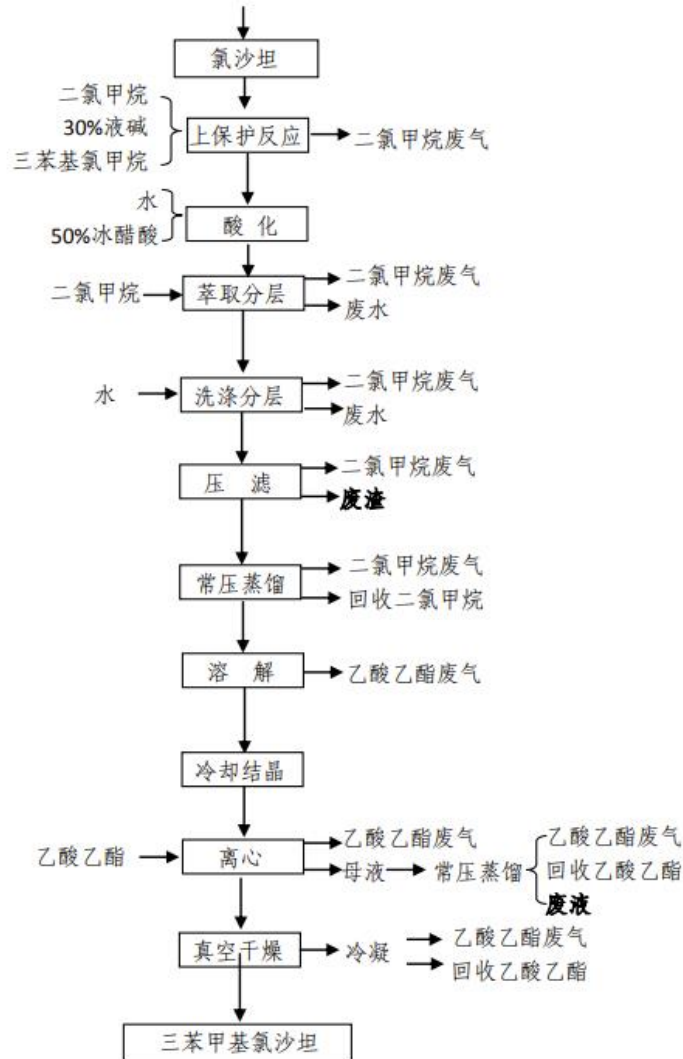 氯沙坦
二氯甲烷
30%液碱
三苯基氯甲烷
上保护反应
二氯甲烷废气
水
50%冰醋酸
酸 化
二氯甲烷
萃取分层
二氯甲烷废气
废水
水
洗涤分层
二氯甲烷废气
废水
压 滤
二氯甲烷废气
废渣
常压蒸馏
二氯甲烷废气
回收二氯甲烷
溶 解
乙酸乙酯废气
冷却结晶
乙酸乙酯
离心
乙酸乙酯废气
母液
常压蒸馏
乙酸乙酯废气
回收乙酸乙酯
废液
真空干燥
冷凝
乙酸乙酯废气
回收乙酸乙酯
三苯甲基氯沙坦